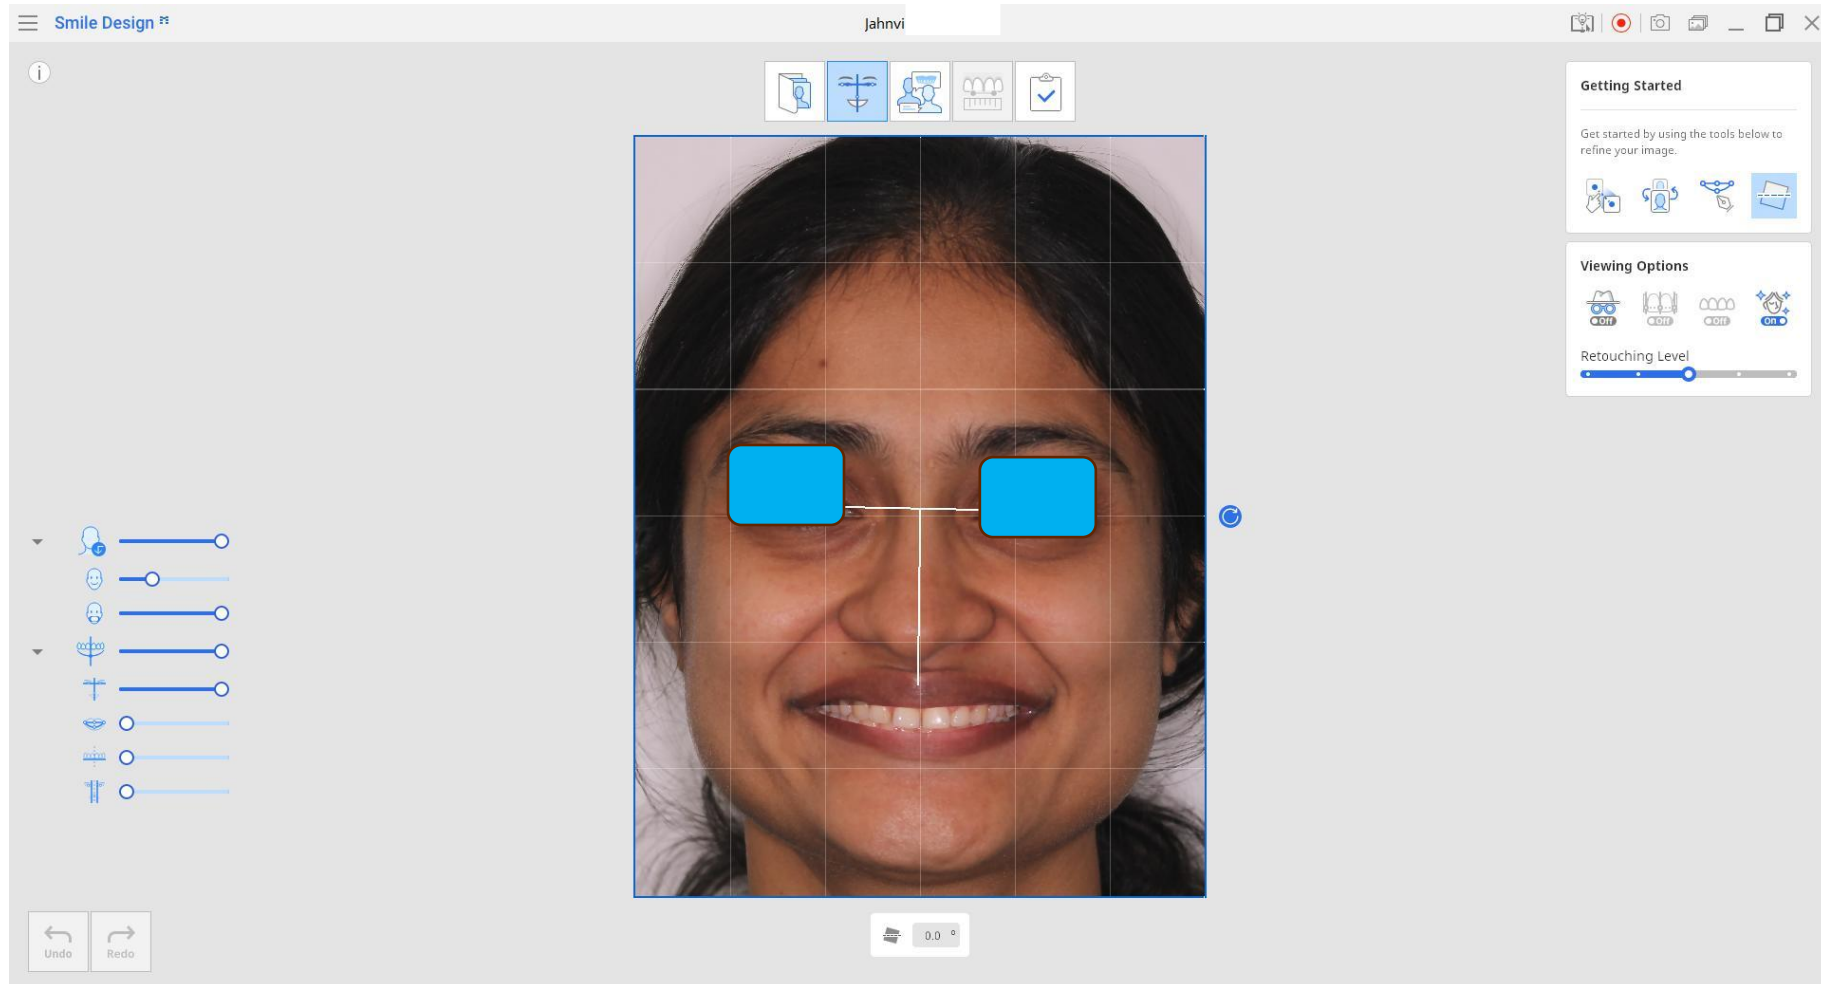 Smile Design
Jahnvi
Getting Started
Get started by using the tools below to
refine your image.
Viewing Options
Off
Off
Off
On
Retouching Level
Undo
Redo
0.0 °